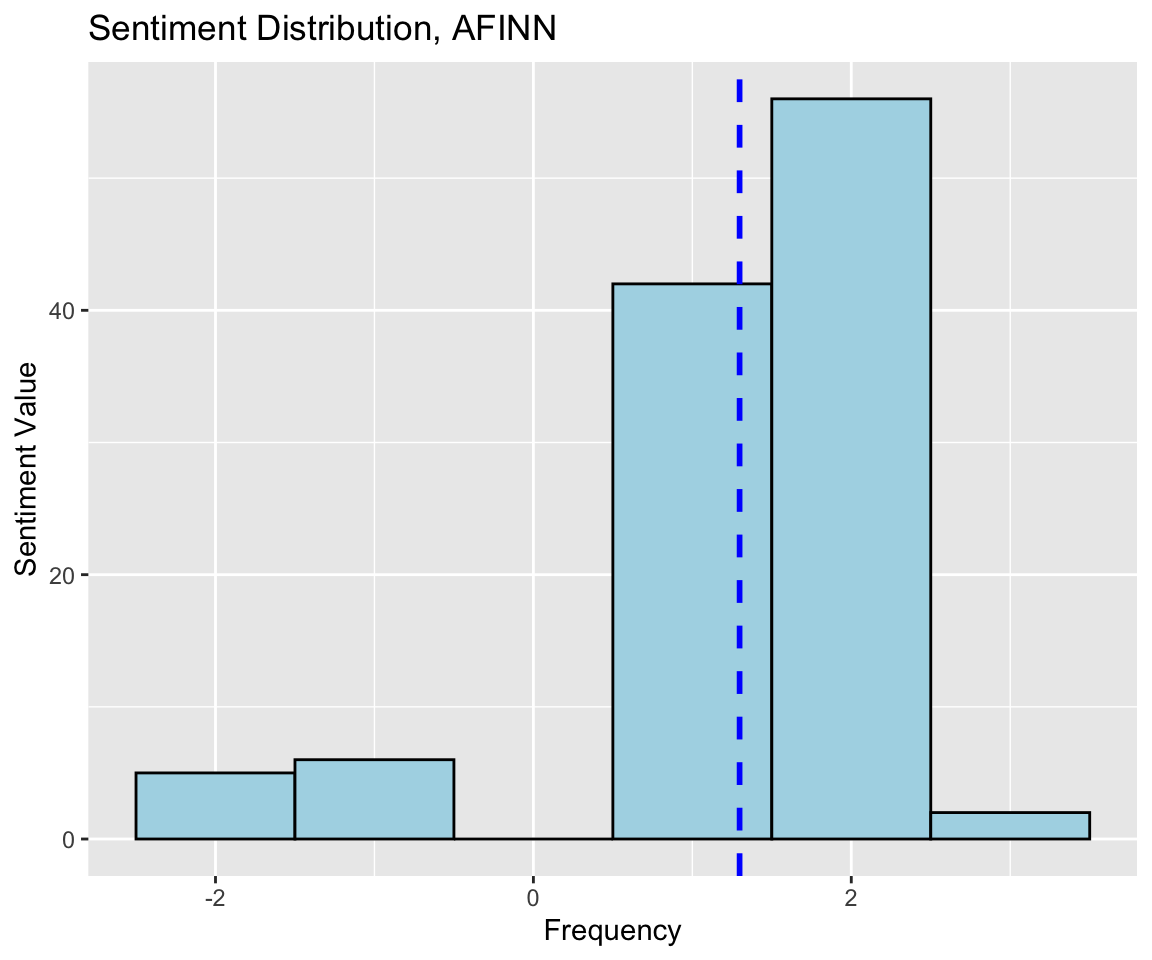 Sentiment Distribution, AFINN
Sentiment Value
40
20
0
-2 0 2
Frequency